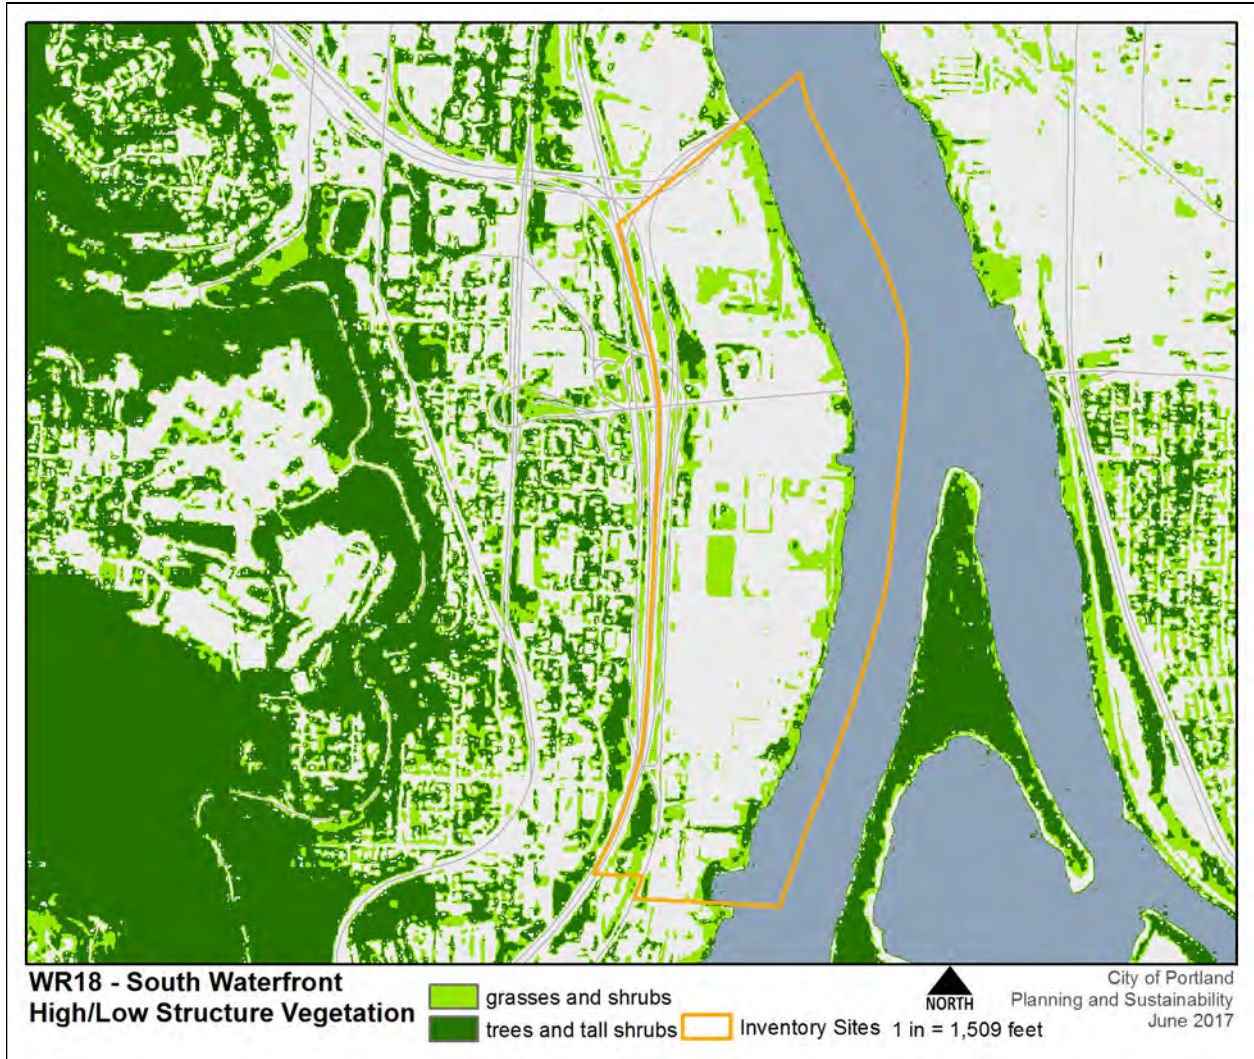 WR18 - South Waterfront
High/Low Structure Vegetation
grasses and shrubs
trees and tall shrubs
Inventory Sites
NORTH
1 in = 1,509 feet
City of Portland
Planning and Sustainability
June 2017